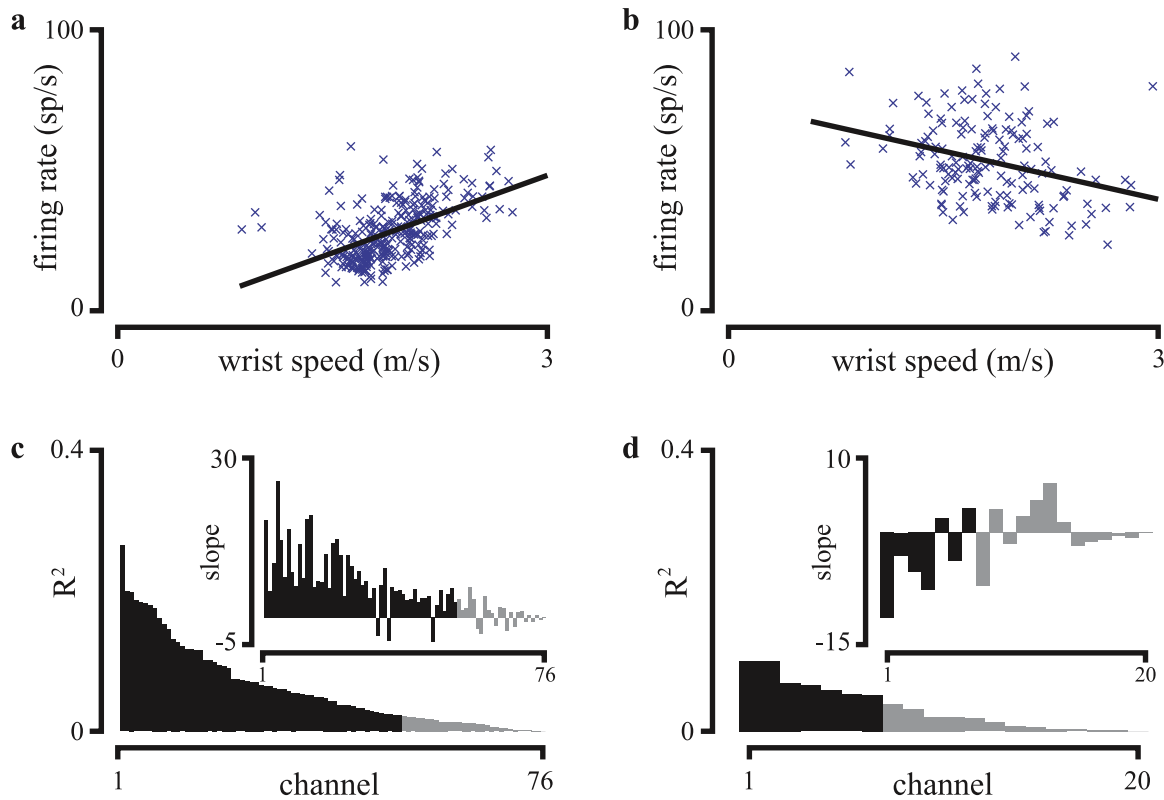 a
100
firing rate (sp/s)
0
0
wrist speed (m/s)
3
b
100
firing rate (sp/s)
0
0
wrist speed (m/s)
3
c
0.4
R²
0
30
slope
-5
1
76
1
channel
76
d
0.4
R²
0
10
slope
-15
1
20
1
channel
20